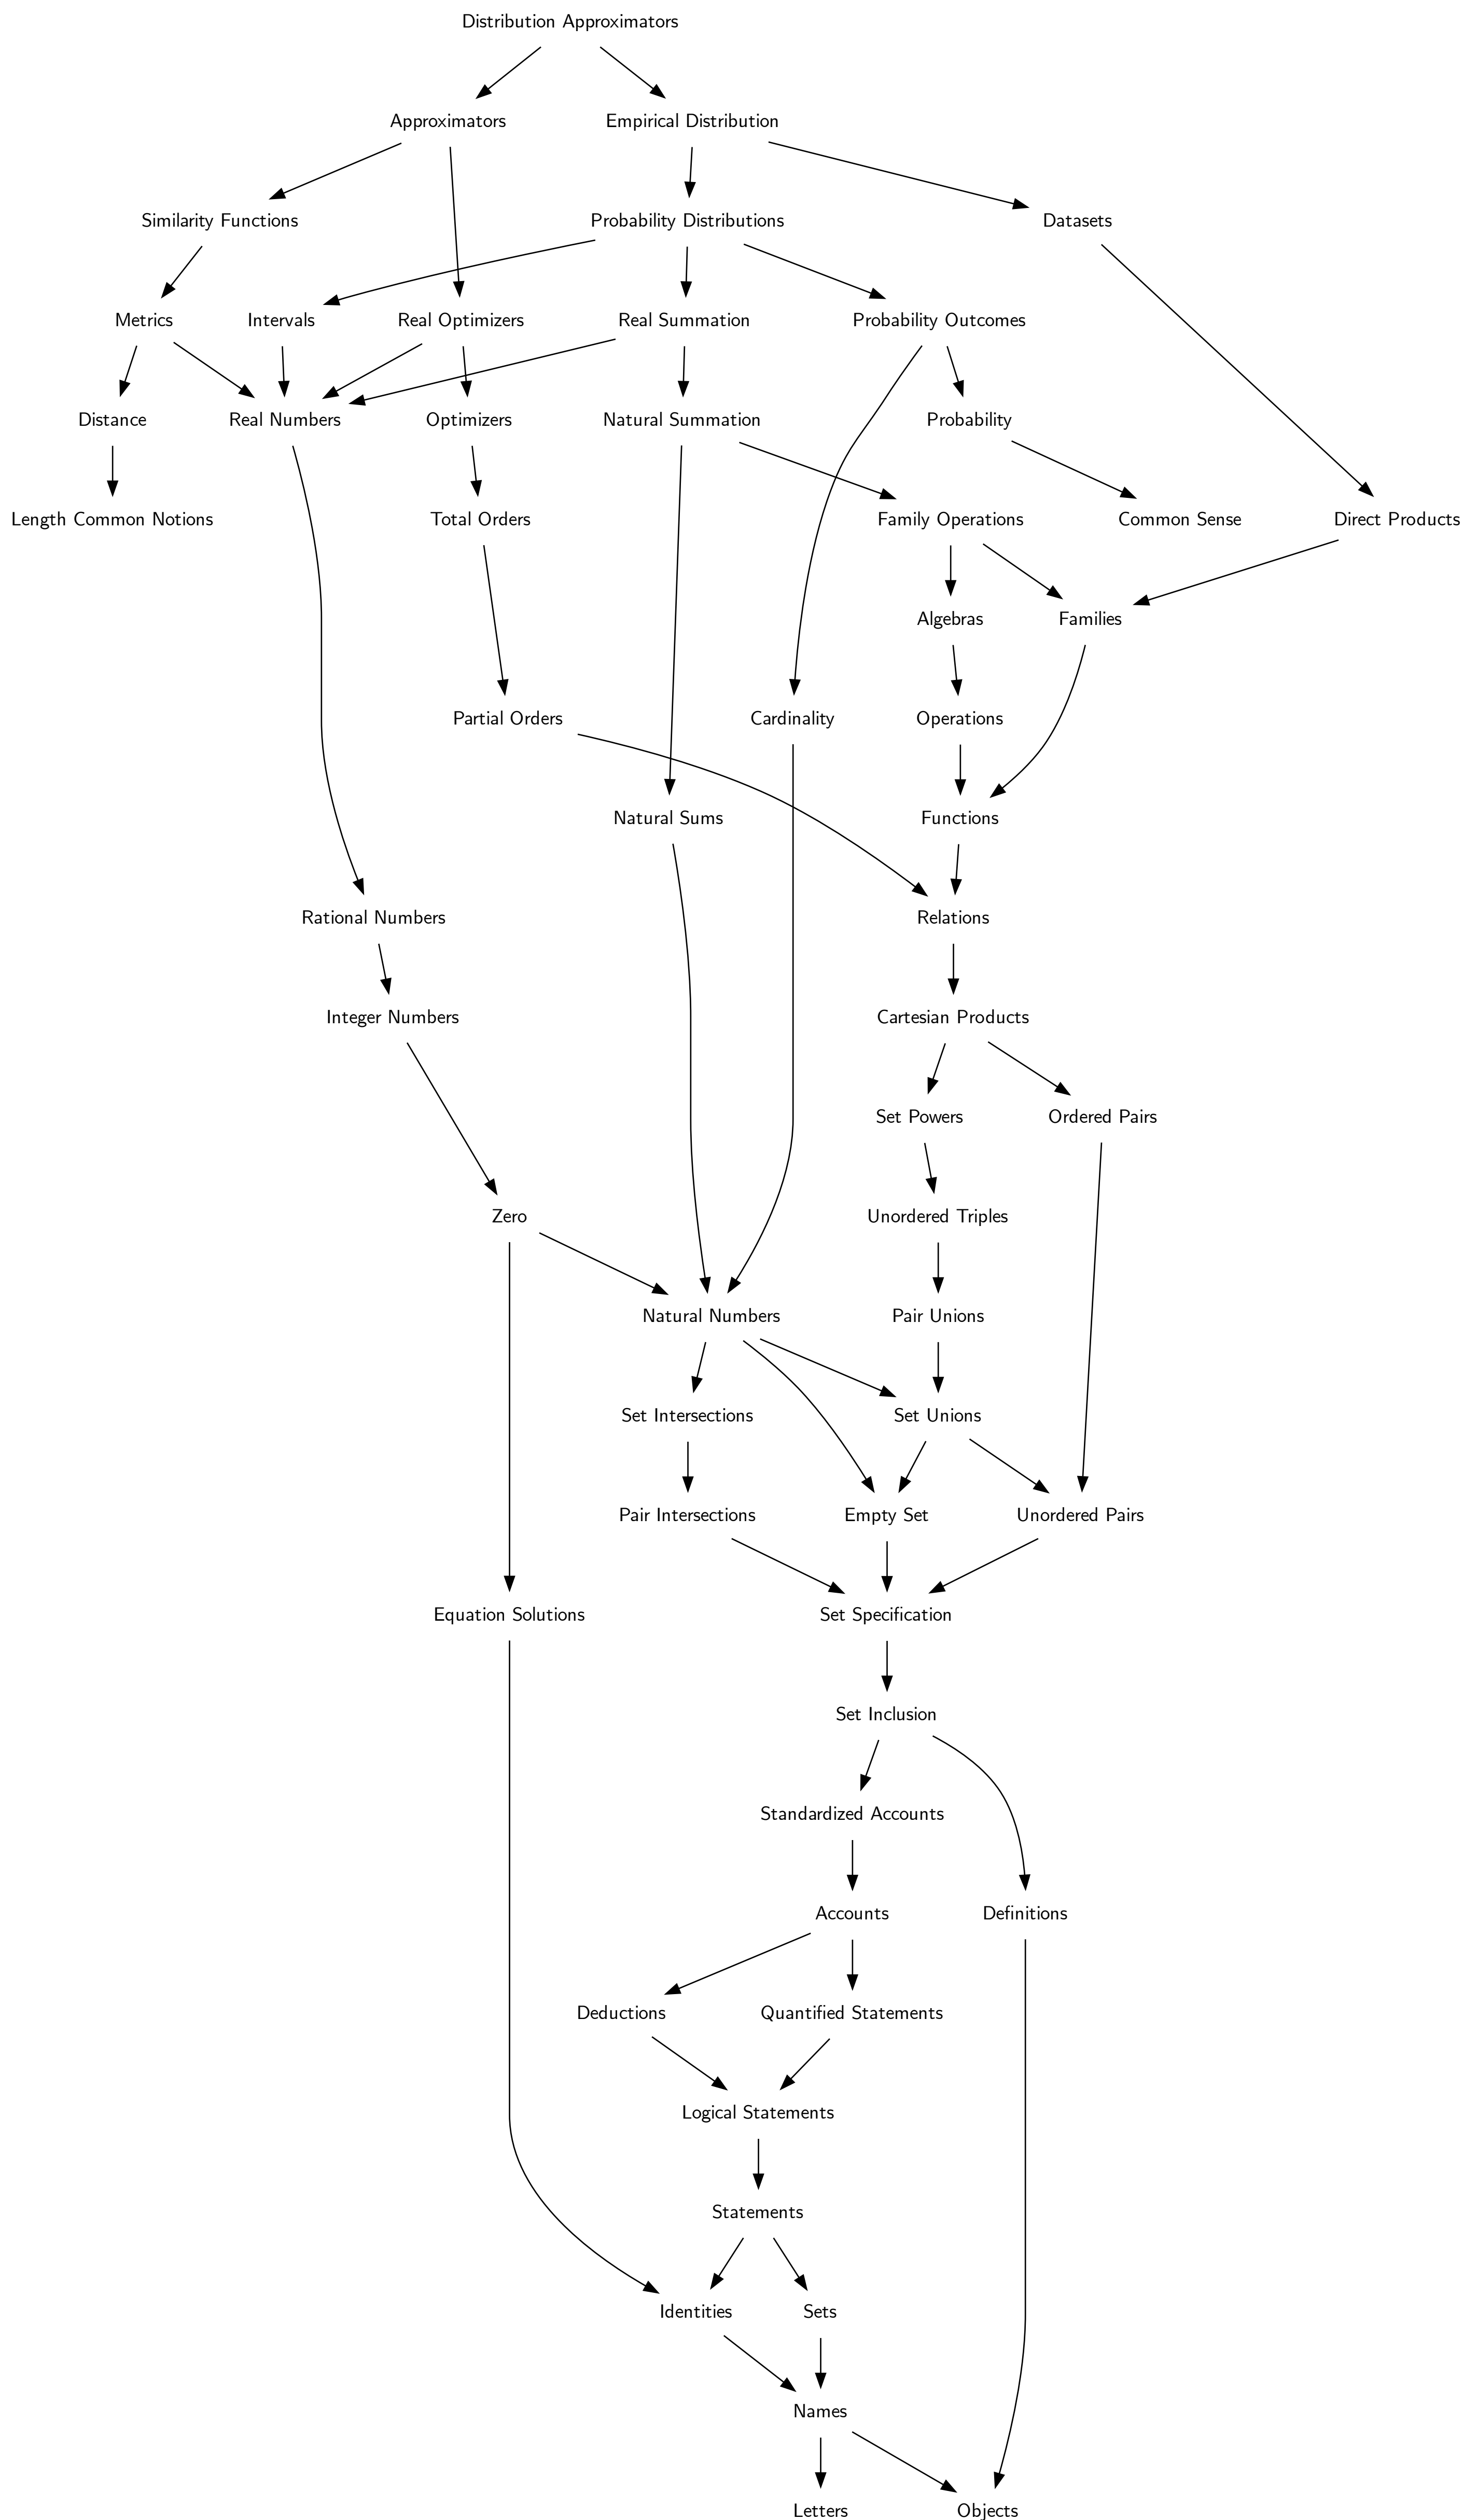 Distribution Approximators
Approximators
Empirical Distribution
Similarity Functions
Probability Distributions
Datasets
Metrics
Intervals
Real Optimizers
Real Summation
Probability Outcomes
Distance
Real Numbers
Optimizers
Natural Summation
Probability
Length Common Notions
Total Orders
Family Operations
Common Sense
Direct Products
Algebras
Families
Partial Orders
Cardinality
Operations
Natural Sums
Functions
Rational Numbers
Relations
Integer Numbers
Cartesian Products
Set Powers
Ordered Pairs
Zero
Unordered Triples
Natural Numbers
Pair Unions
Set Intersections
Set Unions
Pair Intersections
Empty Set
Unordered Pairs
Equation Solutions
Set Specification
Set Inclusion
Standardized Accounts
Accounts
Definitions
Deductions
Quantified Statements
Logical Statements
Statements
Identities
Sets
Names
Letters
Objects